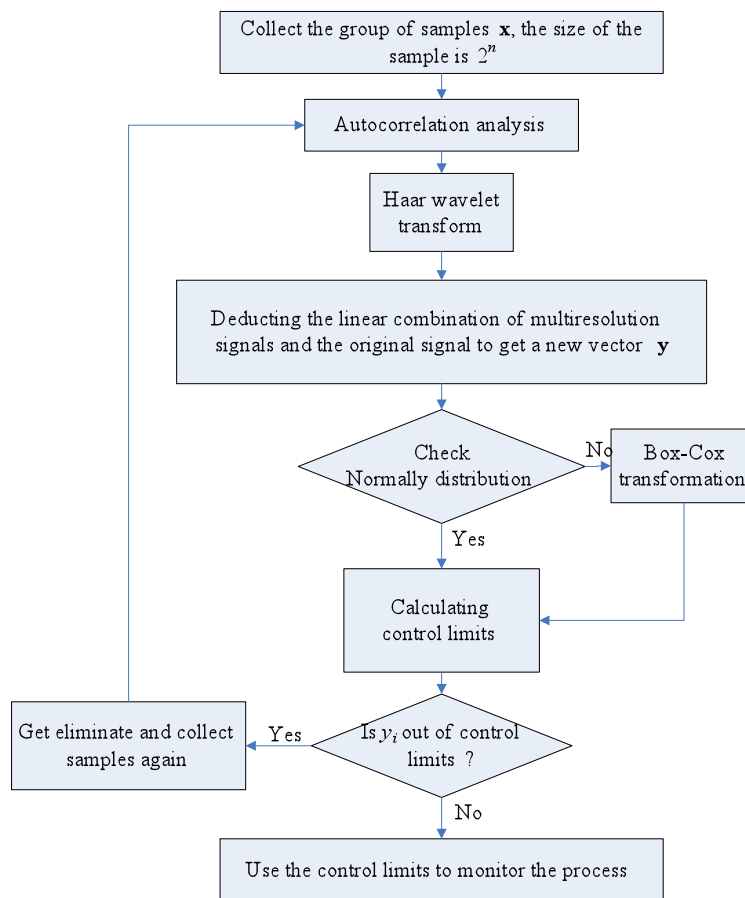 Collect the group of samples x, the size of the
sample is 2ⁿ
Autocorrelation analysis
Haar wavelet
transform
Deducting the linear combination of multiresolution
signals and the original signal to get a new vector y
Check
Normally distribution
No
Box-Cox
transformation
Yes
Calculating
control limits
Is yᵢ out of control
limits ?
Yes
Get eliminate and collect
samples again
No
Use the control limits to monitor the process